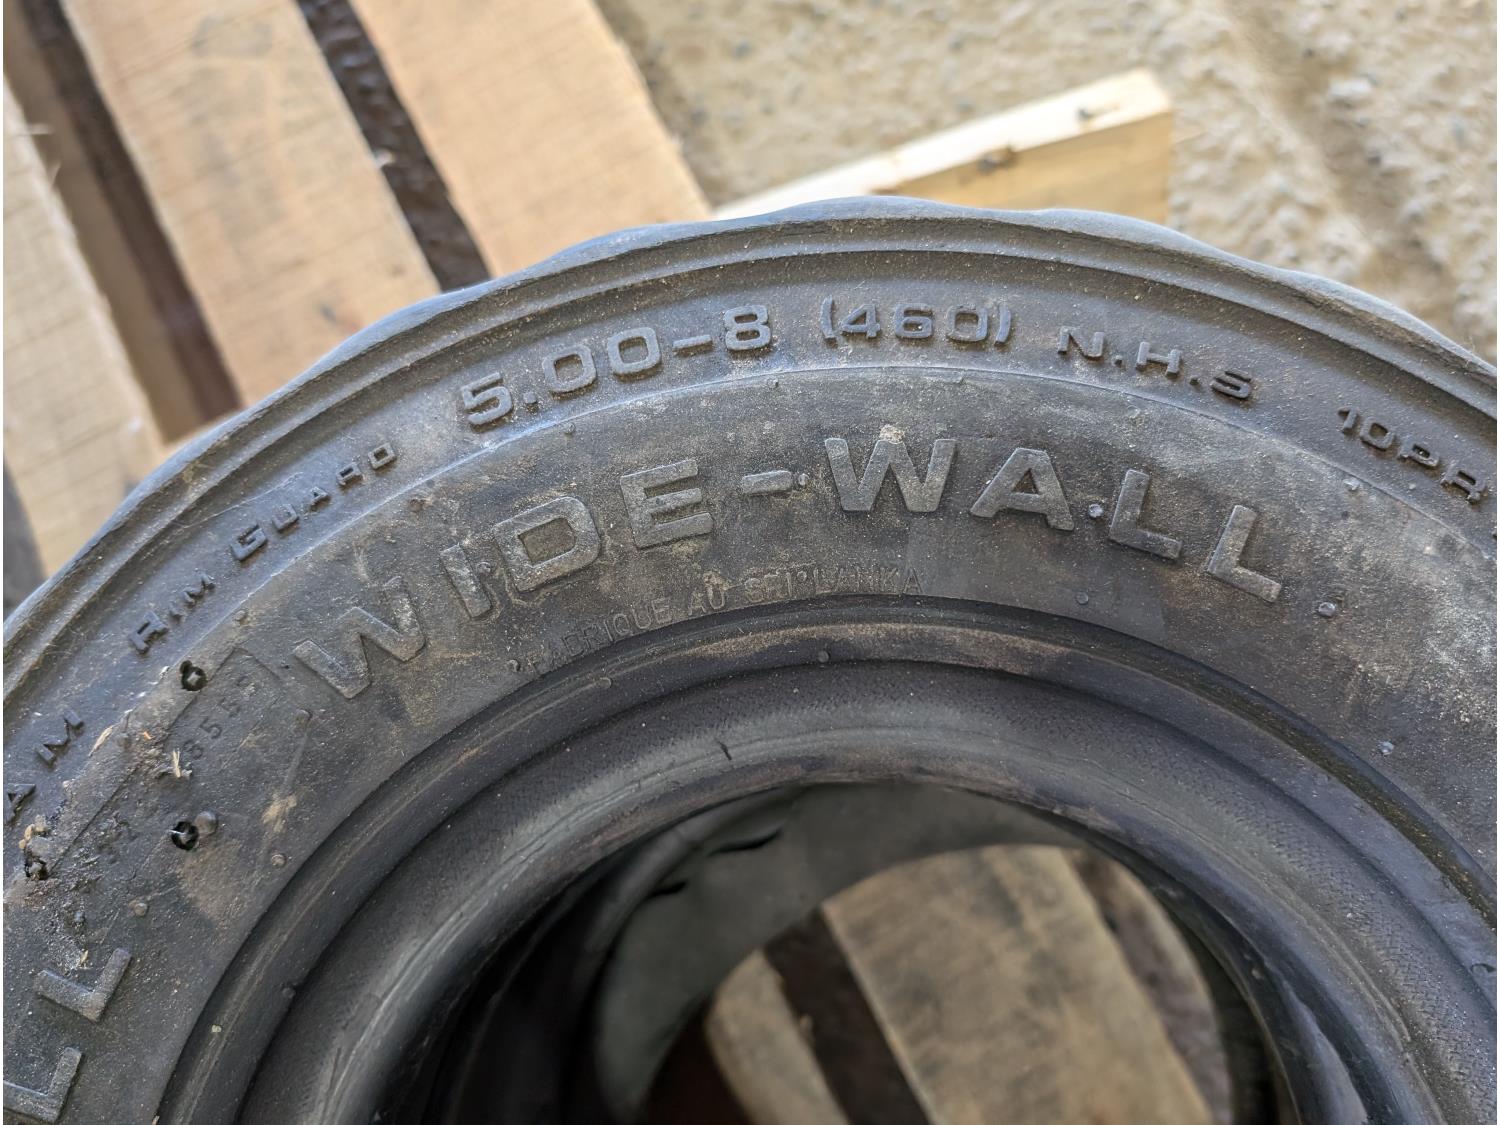 RIM GUARD 5.00-8 (460) N.H.S 10PR
WIDE-WALL
FABRIQUE AU SRI LANKA